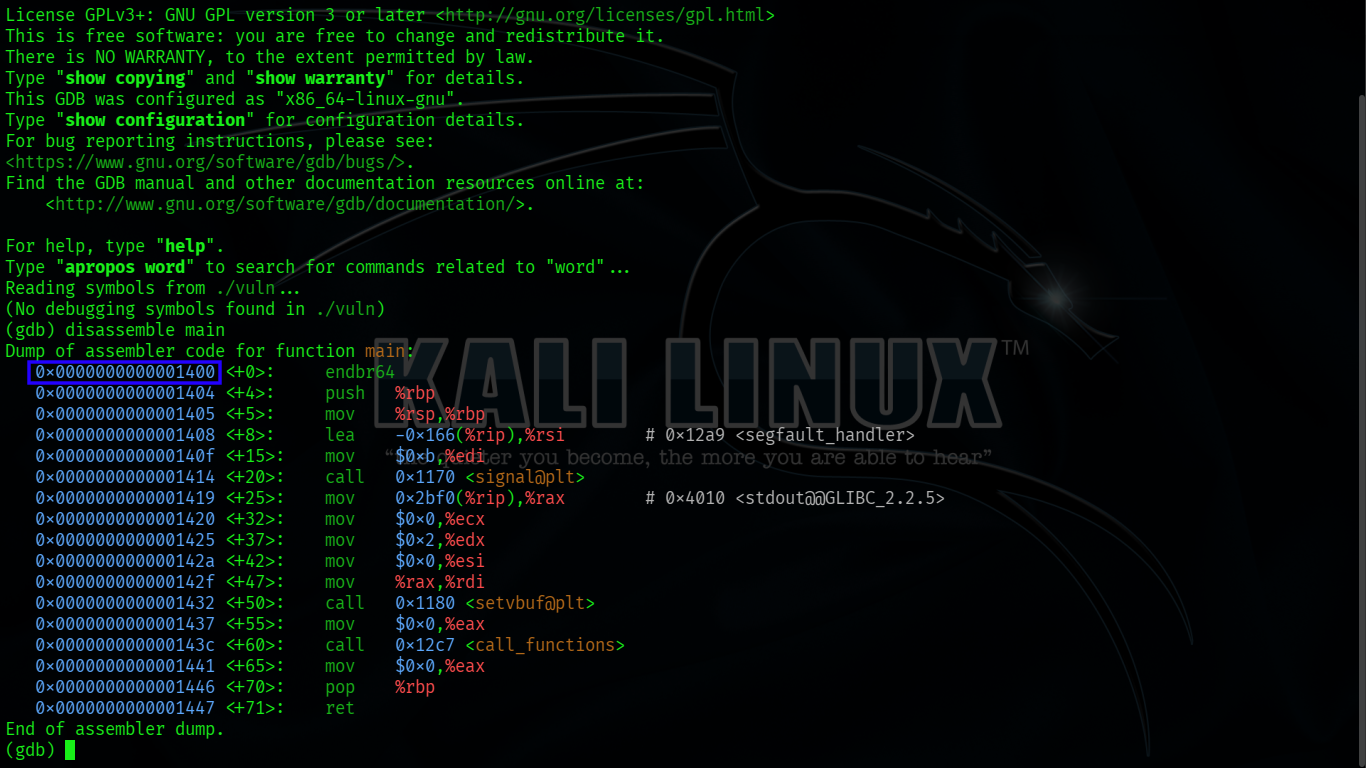 License GPLv3+: GNU GPL version 3 or later <http://gnu.org/licenses/gpl.html>
This is free software: you are free to change and redistribute it.
There is NO WARRANTY, to the extent permitted by law.
Type "show copying" and "show warranty" for details.
This GDB was configured as "x86_64-linux-gnu".
Type "show configuration" for configuration details.
For bug reporting instructions, please see:
<https://www.gnu.org/software/gdb/bugs/>.
Find the GDB manual and other documentation resources online at:
    <http://www.gnu.org/software/gdb/documentation/>.
For help, type "help".
Type "apropos word" to search for commands related to "word"...
Reading symbols from ./vuln...
(No debugging symbols found in ./vuln)
(gdb) disassemble main
Dump of assembler code for function main:
   0x0000000000001400 <+0>:     endbr64
   0x0000000000001404 <+4>:     push   %rbp
   0x0000000000001405 <+5>:     mov    %rsp,%rbp
   0x0000000000001408 <+8>:     lea    -0x166(%rip),%rsi        # 0x12a9 <segfault_handler>
   0x000000000000140f <+15>:    mov    $0xb,%edi
   0x0000000000001414 <+20>:    call   0x1170 <signal@plt>
   0x0000000000001419 <+25>:    mov    0x2bf0(%rip),%rax        # 0x4010 <stdout@@GLIBC_2.2.5>
   0x0000000000001420 <+32>:    mov    $0x0,%ecx
   0x0000000000001425 <+37>:    mov    $0x2,%edx
   0x000000000000142a <+42>:    mov    $0x0,%esi
   0x000000000000142f <+47>:    mov    %rax,%rdi
   0x0000000000001432 <+50>:    call   0x1180 <setvbuf@plt>
   0x0000000000001437 <+55>:    mov    $0x0,%eax
   0x000000000000143c <+60>:    call   0x12c7 <call_functions>
   0x0000000000001441 <+65>:    mov    $0x0,%eax
   0x0000000000001446 <+70>:    pop    %rbp
   0x0000000000001447 <+71>:    ret
End of assembler dump.
(gdb)
KALI LINUX™
quieter you become, the more you are able to hear”